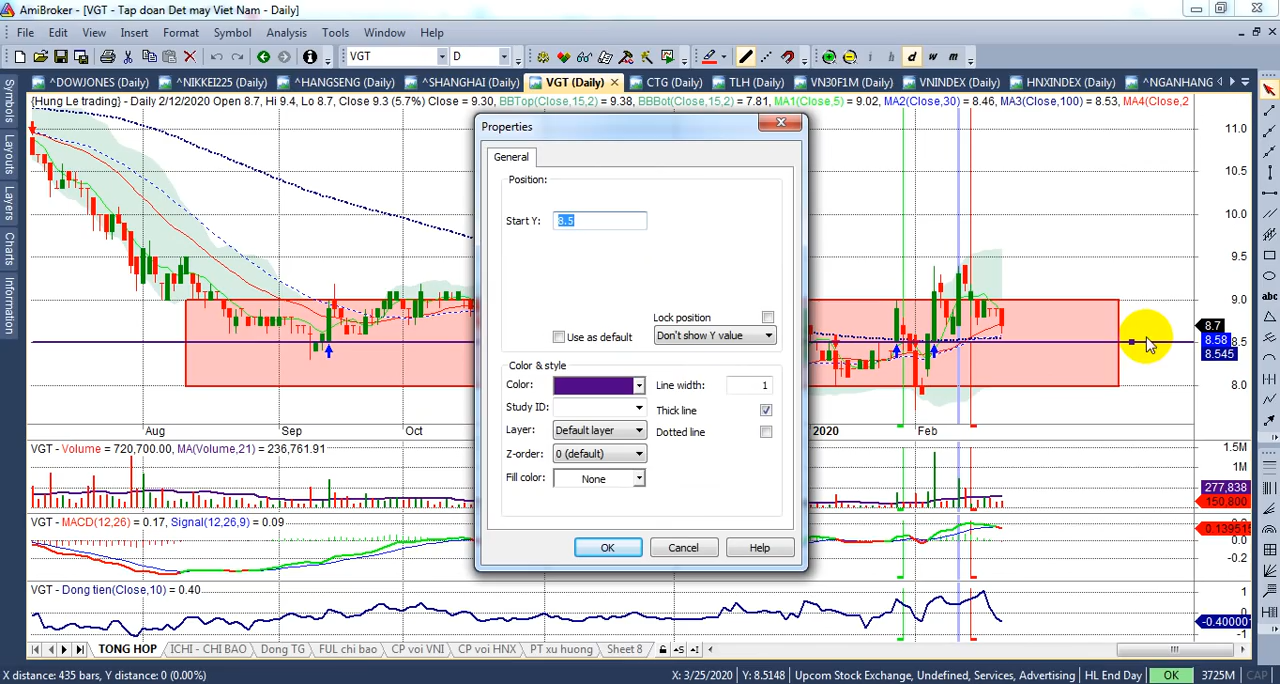 AmiBroker - [VGT - Tap doan Det may Viet Nam - Daily]
File Edit View Insert Format Symbol Analysis Tools Window Help
VGT D d w m
^DOWJONES (Daily) ^NIKKEI225 (Daily) ^HANGSENG (Daily) ^SHANGHAI (Daily) VGT (Daily) CTG (Daily) TLH (Daily) VN30F1M (Daily) VNINDEX (Daily) HNXINDEX (Daily) ^NGANHANG
{Hung Le trading} - Daily 2/12/2020 Open 8.7, Hi 9.4, Lo 8.7, Close 9.3 (5.7%) Close = 9.30, BBTop(Close,15,2) = 9.38, BBBot(Close,15,2) = 7.81, MA1(Close,5) = 9.02, MA2(Close,30) = 8.46, MA3(Close,100) = 8.53, MA4(Close,2
Symbols
Layouts
Layers
Charts
Information
Properties
General
Position:
Start Y: 8.5
Lock position
Use as default Don't show Y value
Color & style
Color: Line width: 1
Study ID: Thick line
Layer: Default layer Dotted line
Z-order: 0 (default)
Fill color: None
OK Cancel Help
11.0
10.5
10.0
9.5
9.0
8.7
8.58
8.5
8.545
8.0
abc
Aug Sep Oct 2020 Feb
VGT - Volume = 720,700.00, MA(Volume,21) = 236,761.91
1.5M
1M
277,838
150,800
VGT - MACD(12,26) = 0.17, Signal(12,26,9) = 0.09
0.139515
-0.2
VGT - Dong tien(Close,10) = 0.40
1
0
-0.40000
-1
TONG HOP ICHI - CHI BAO Dong TG FUL chi bao CP voi VNI CP voi HNX PT xu huong Sheet 8
X distance: 435 bars, Y distance: 0 (0.00%) X: 3/25/2020 Y: 8.5148 Upcom Stock Exchange, Undefined, Services, Advertising HL End Day OK 3725M CAP